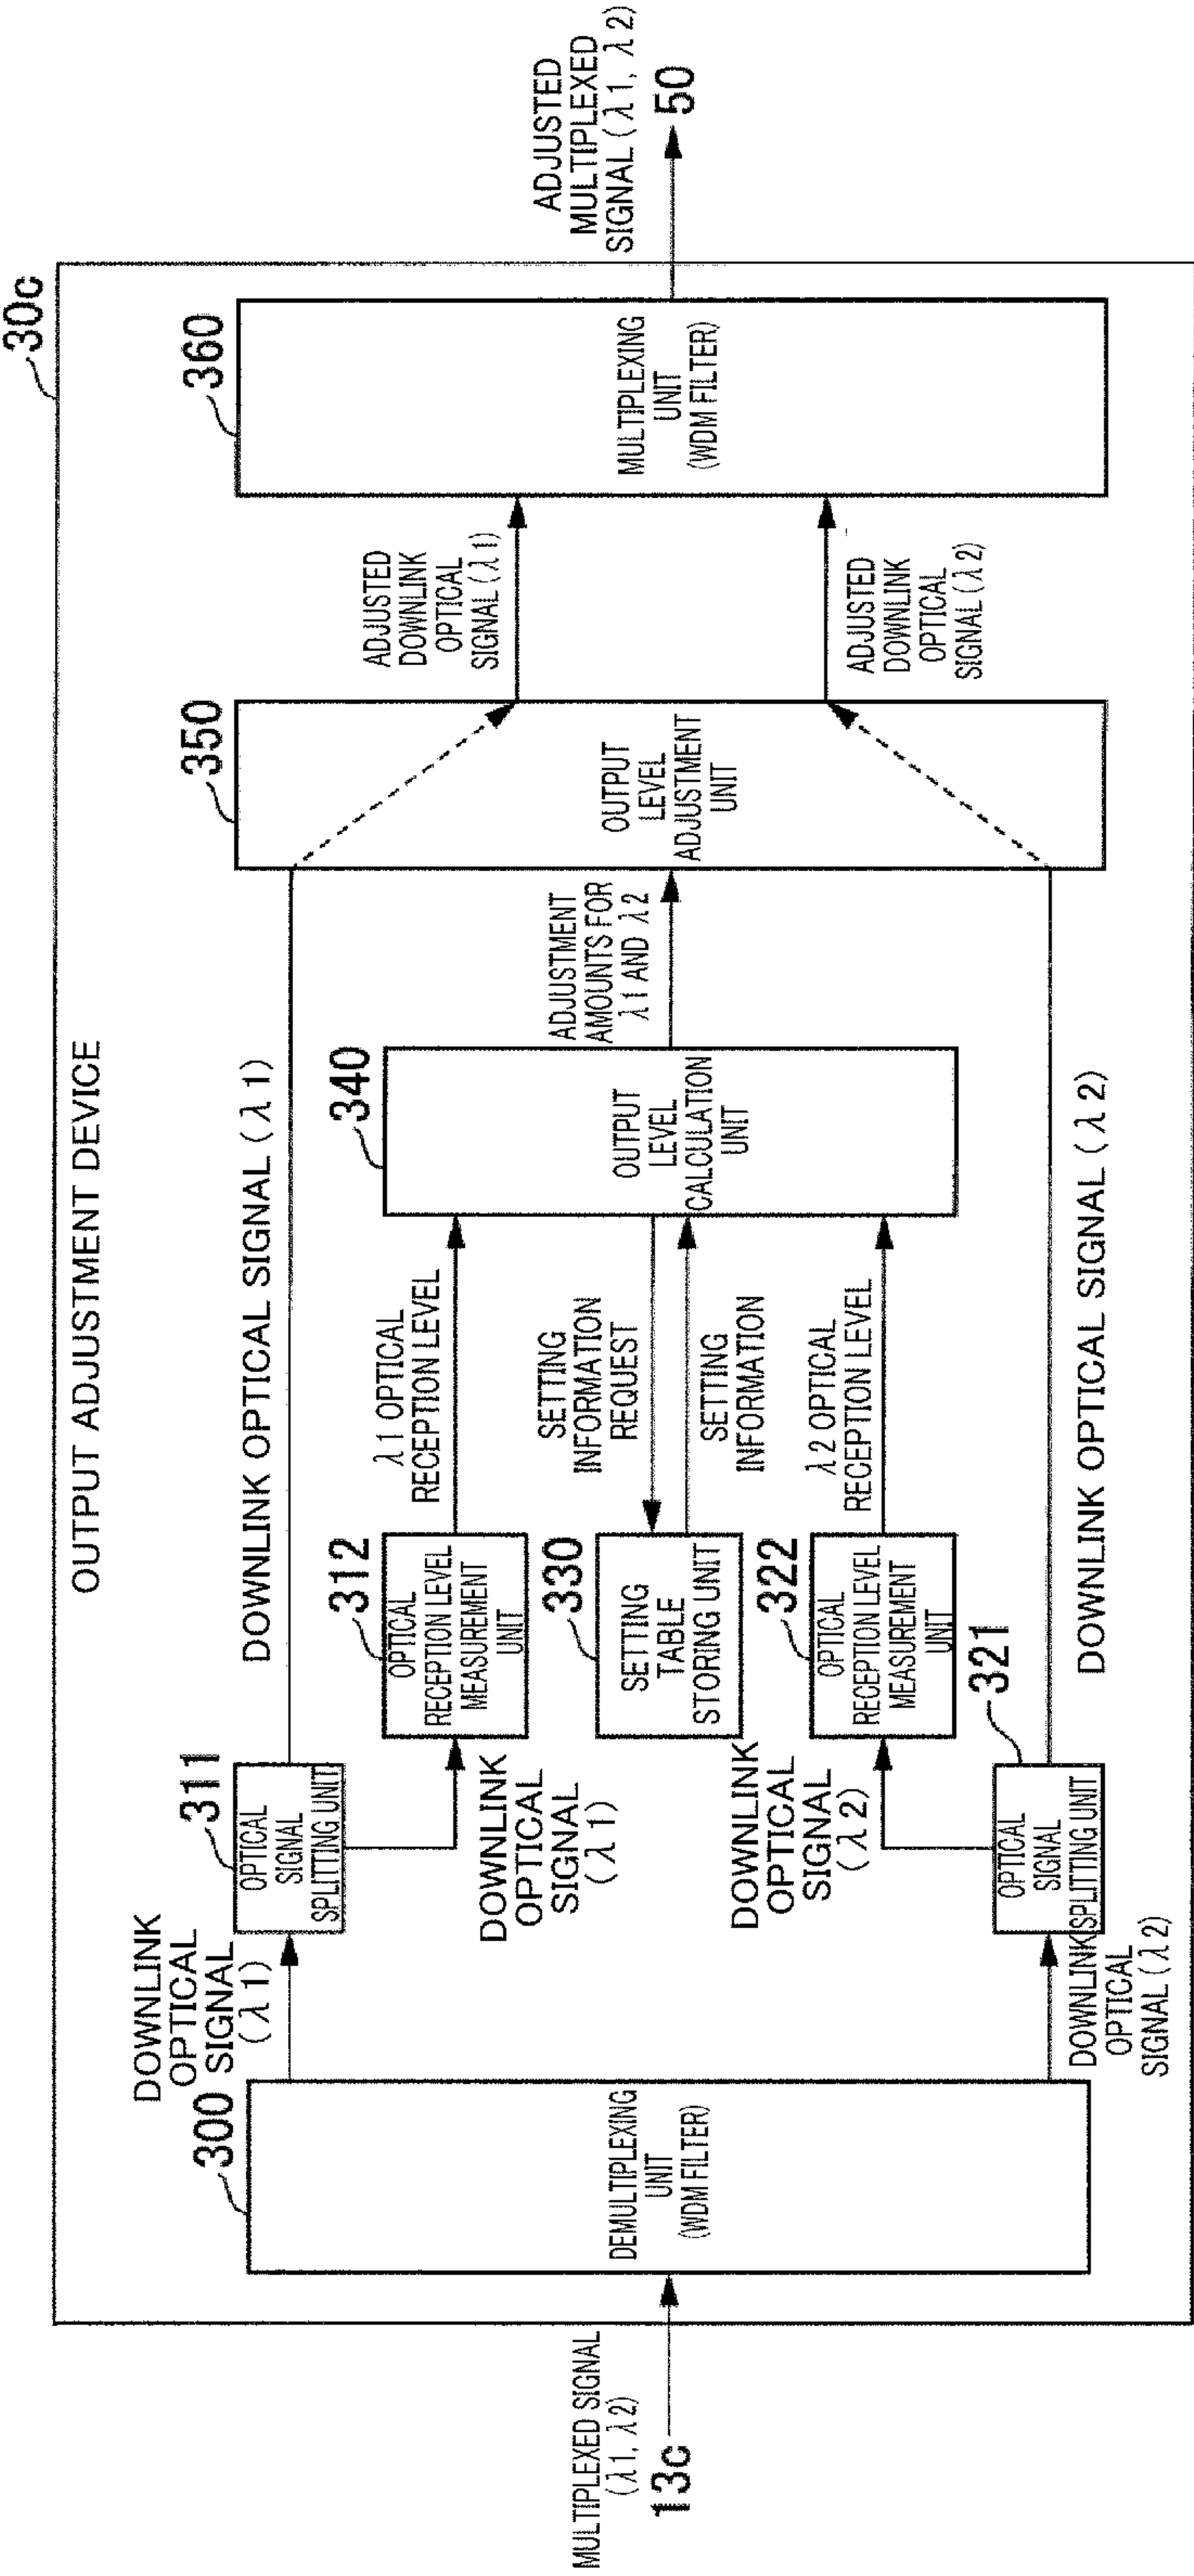 30c
OUTPUT ADJUSTMENT DEVICE
MULTIPLEXED SIGNAL
(λ1, λ2)
13c
300
DEMULTIPLEXING
UNIT
(WDM FILTER)
DOWNLINK
OPTICAL
SIGNAL
(λ1)
311
OPTICAL
SIGNAL
SPLITTING UNIT
DOWNLINK OPTICAL SIGNAL (λ1)
DOWNLINK
OPTICAL
SIGNAL
(λ1)
312
OPTICAL
RECEPTION LEVEL
MEASUREMENT
UNIT
λ1 OPTICAL
RECEPTION LEVEL
330
SETTING
TABLE
STORING UNIT
SETTING
INFORMATION
REQUEST
SETTING
INFORMATION
DOWNLINK
OPTICAL
SIGNAL
(λ2)
322
OPTICAL
RECEPTION LEVEL
MEASUREMENT
UNIT
λ2 OPTICAL
RECEPTION LEVEL
DOWNLINK
OPTICAL
SIGNAL (λ2)
321
OPTICAL
SIGNAL
SPLITTING UNIT
DOWNLINK OPTICAL SIGNAL (λ2)
340
OUTPUT
LEVEL
CALCULATION
UNIT
ADJUSTMENT
AMOUNTS FOR
λ1 AND λ2
350
OUTPUT
LEVEL
ADJUSTMENT
UNIT
ADJUSTED
DOWNLINK
OPTICAL
SIGNAL (λ1)
ADJUSTED
DOWNLINK
OPTICAL
SIGNAL (λ2)
360
MULTIPLEXING
UNIT
(WDM FILTER)
ADJUSTED
MULTIPLEXED
SIGNAL (λ1, λ2)
50